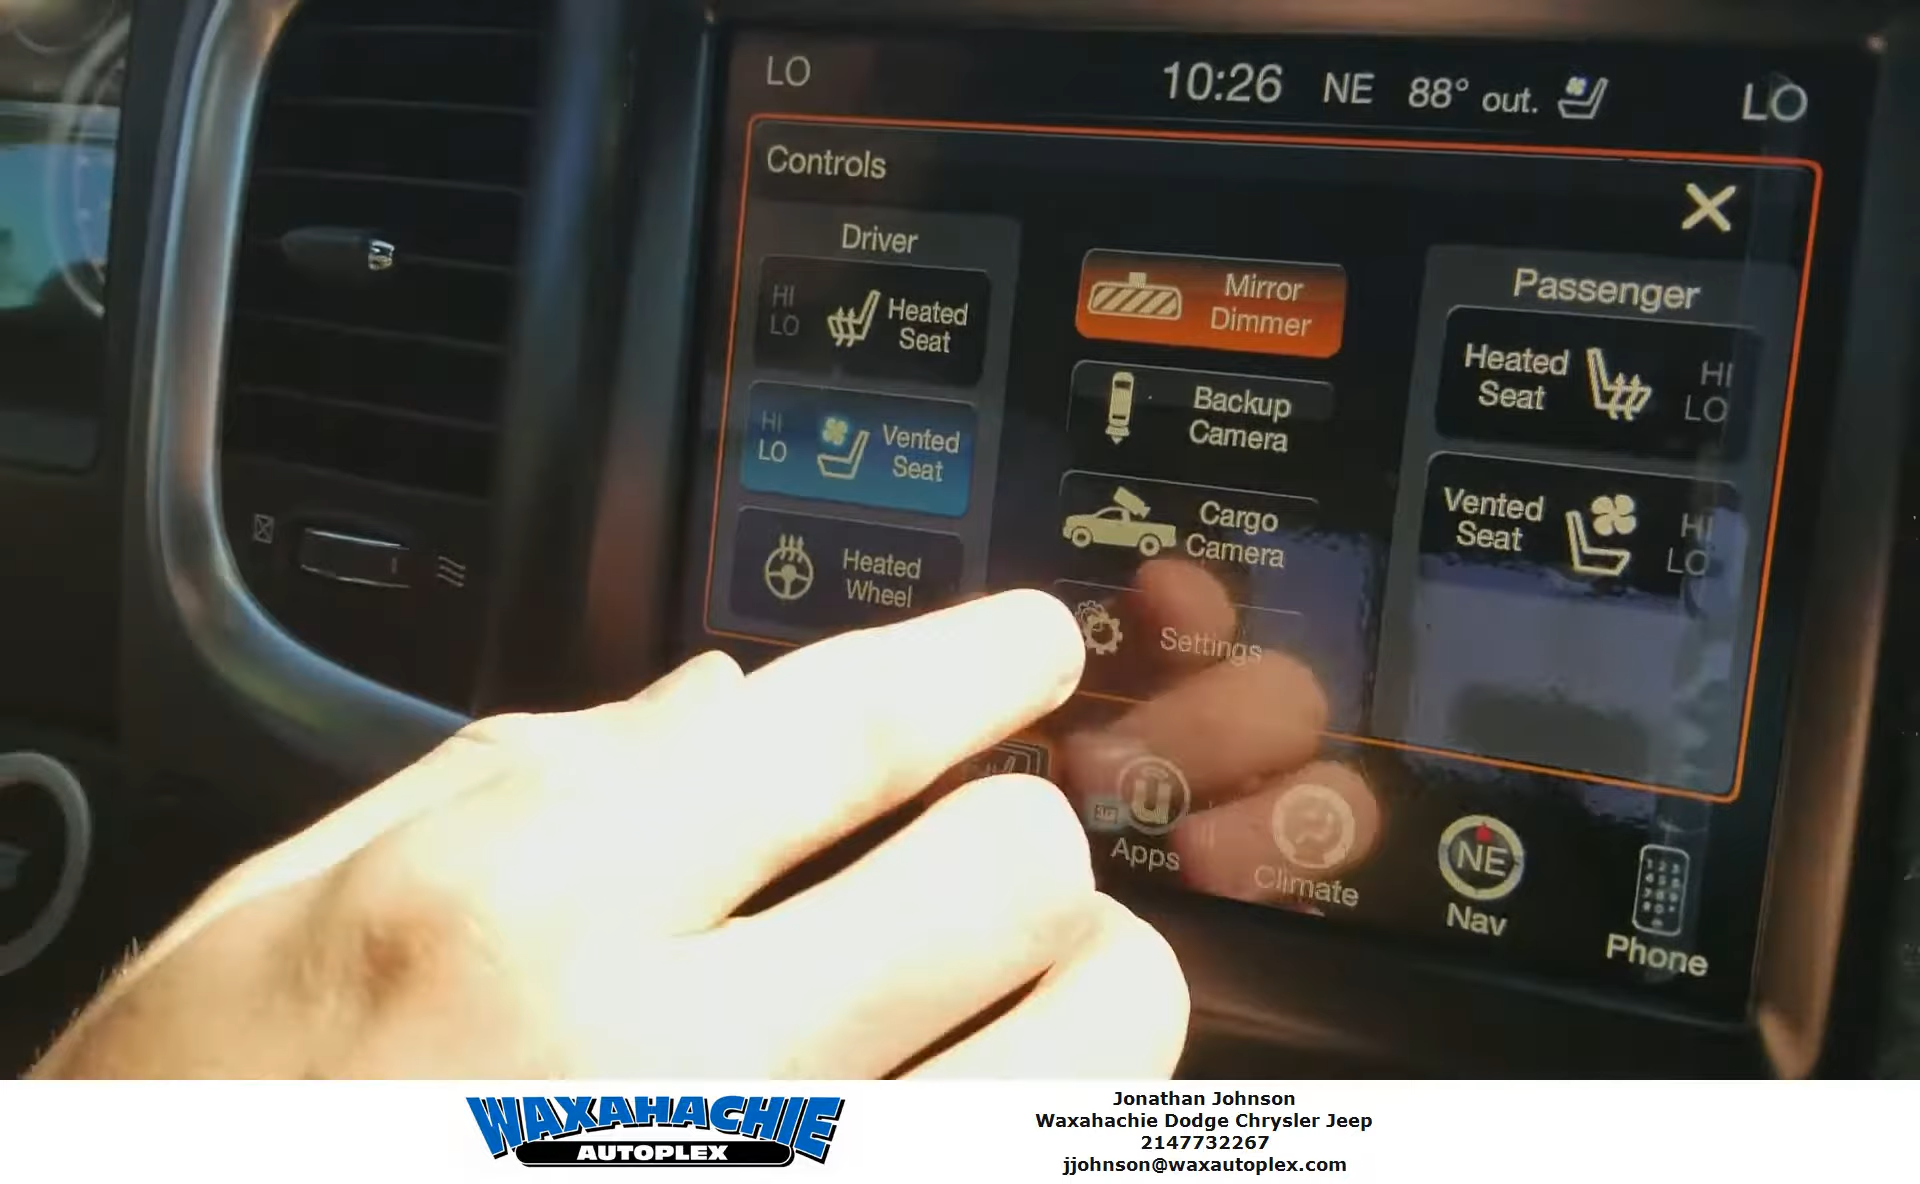 LO 10:26 NE 88° out. LO
Controls
Driver
HI
LO
Heated
Seat
HI
LO
Vented
Seat
Heated
Wheel
Mirror
Dimmer
Backup
Camera
Cargo
Camera
Settings
Passenger
Heated
Seat
HI
LO
Vented
Seat
HI
LO
Apps
Climate
NE
Nav
Phone
WAXAHACHIE
AUTOPLEX
Jonathan Johnson
Waxahachie Dodge Chrysler Jeep
2147732267
jjohnson@waxautoplex.com